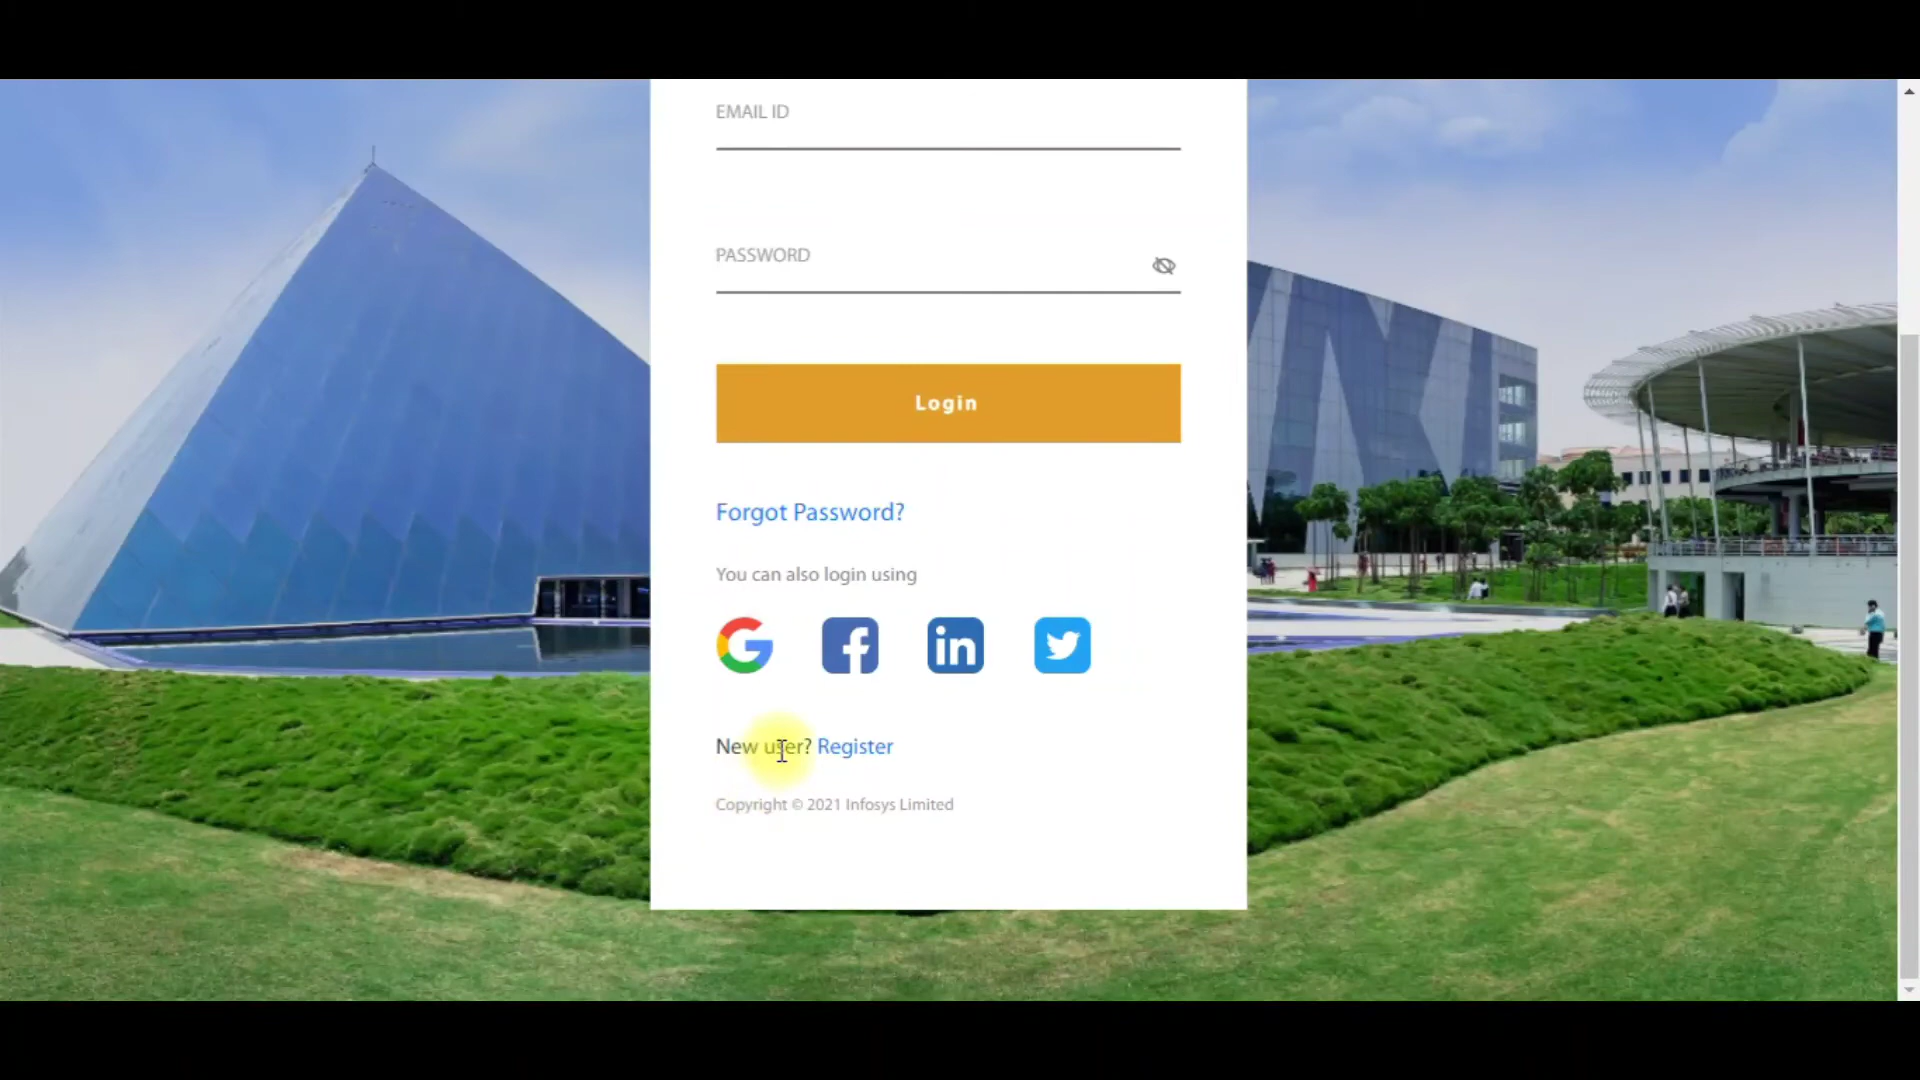 EMAIL ID
PASSWORD
Login
Forgot Password?
You can also login using
New user? Register
Copyright © 2021 Infosys Limited